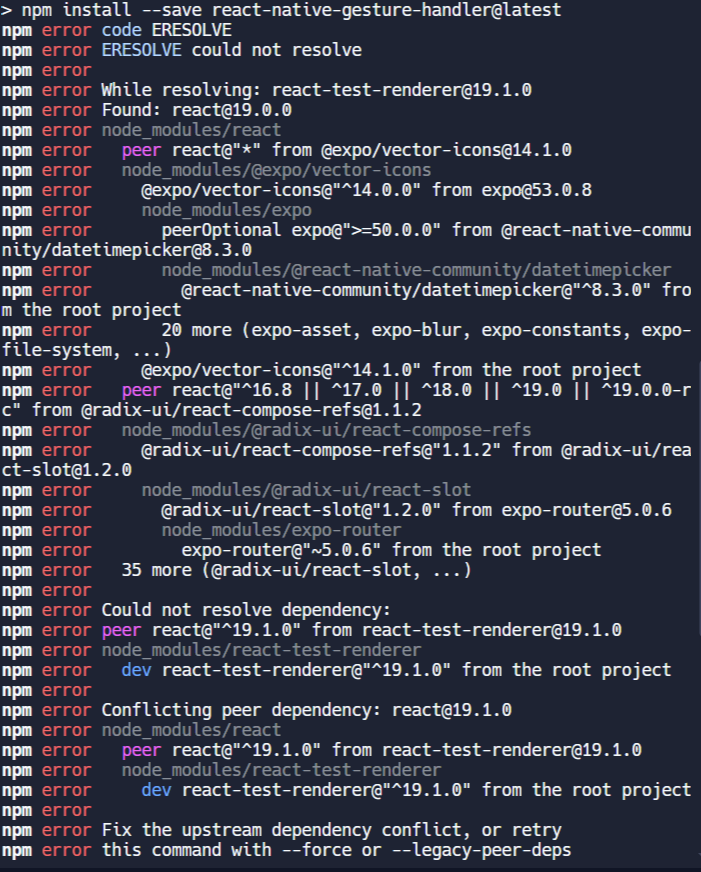 > npm install --save react-native-gesture-handler@latest
npm error code ERESOLVE
npm error ERESOLVE could not resolve
npm error
npm error While resolving: react-test-renderer@19.1.0
npm error Found: react@19.0.0
npm error node_modules/react
npm error   peer react@"*" from @expo/vector-icons@14.1.0
npm error   node_modules/@expo/vector-icons
npm error     @expo/vector-icons@"^14.0.0" from expo@53.0.8
npm error     node_modules/expo
npm error       peerOptional expo@">=50.0.0" from @react-native-commu
nity/datetimepicker@8.3.0
npm error       node_modules/@react-native-community/datetimepicker
npm error         @react-native-community/datetimepicker@"^8.3.0" fro
m the root project
npm error       20 more (expo-asset, expo-blur, expo-constants, expo-
file-system, ...)
npm error     @expo/vector-icons@"^14.1.0" from the root project
npm error   peer react@"^16.8 || ^17.0 || ^18.0 || ^19.0 || ^19.0.0-r
c" from @radix-ui/react-compose-refs@1.1.2
npm error   node_modules/@radix-ui/react-compose-refs
npm error     @radix-ui/react-compose-refs@"1.1.2" from @radix-ui/rea
ct-slot@1.2.0
npm error     node_modules/@radix-ui/react-slot
npm error       @radix-ui/react-slot@"1.2.0" from expo-router@5.0.6
npm error       node_modules/expo-router
npm error         expo-router@"~5.0.6" from the root project
npm error   35 more (@radix-ui/react-slot, ...)
npm error
npm error Could not resolve dependency:
npm error peer react@"^19.1.0" from react-test-renderer@19.1.0
npm error node_modules/react-test-renderer
npm error   dev react-test-renderer@"^19.1.0" from the root project
npm error
npm error Conflicting peer dependency: react@19.1.0
npm error node_modules/react
npm error   peer react@"^19.1.0" from react-test-renderer@19.1.0
npm error   node_modules/react-test-renderer
npm error     dev react-test-renderer@"^19.1.0" from the root project
npm error
npm error Fix the upstream dependency conflict, or retry
npm error this command with --force or --legacy-peer-deps